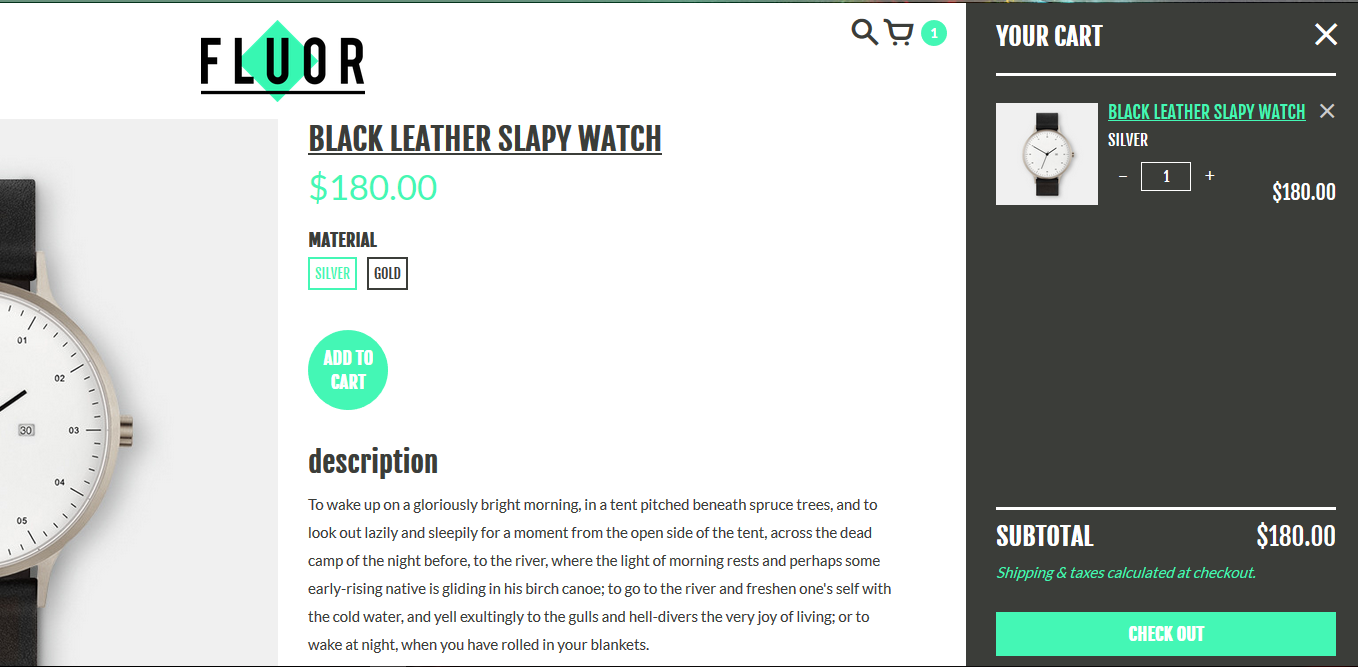 FLUOR
1
BLACK LEATHER SLAPY WATCH
$180.00
MATERIAL
SILVER GOLD
ADD TO
CART
01
02
30 03
04
05
description
To wake up on a gloriously bright morning, in a tent pitched beneath spruce trees, and to
look out lazily and sleepily for a moment from the open side of the tent, across the dead
camp of the night before, to the river, where the light of morning rests and perhaps some
early-rising native is gliding in his birch canoe; to go to the river and freshen one's self with
the cold water, and yell exultingly to the gulls and hell-divers the very joy of living; or to
wake at night, when you have rolled in your blankets.
YOUR CART
BLACK LEATHER SLAPY WATCH
SILVER
− 1 +
$180.00
SUBTOTAL $180.00
Shipping & taxes calculated at checkout.
CHECK OUT